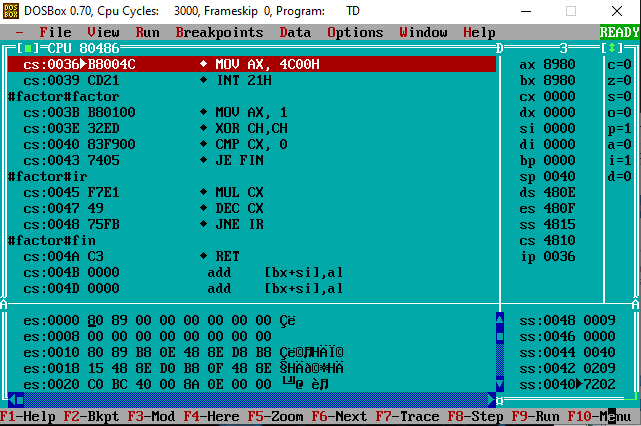 DOSBox 0.70, Cpu Cycles: 3000, Frameskip 0, Program: TD
- File View Run Breakpoints Data Options Window Help READY
[■]=CPU 80486 D 3 [↕]
cs:0036►B8004C ♦ MOV AX, 4C00H ax 8980 c=0
cs:0039 CD21 ♦ INT 21H bx 8980 z=0
#factor#factor cx 0000 s=0
cs:003B B80100 ♦ MOV AX, 1 dx 0000 o=0
cs:003E 32ED ♦ XOR CH,CH si 0000 p=1
cs:0040 83F900 ♦ CMP CX, 0 di 0000 a=0
cs:0043 7405 ♦ JE FIN bp 0000 i=1
#factor#ir sp 0040 d=0
cs:0045 F7E1 ♦ MUL CX ds 480E
cs:0047 49 ♦ DEC CX es 480F
cs:0048 75FB ♦ JNE IR ss 4815
#factor#fin cs 4810
cs:004A C3 ♦ RET ip 0036
cs:004B 0000 add [bx+si],al
cs:004D 0000 add [bx+si],al
es:0000 80 89 00 00 00 00 00 00 Çë ss:0048 0009
es:0008 00 00 00 00 00 00 00 00 ss:0046 0000
es:0010 80 89 B8 0E 48 8E D8 B8 ss:0044 0040
es:0018 15 48 8E D0 B8 0F 48 8E ss:0042 0209
es:0020 C0 BC 40 00 8A 0E 00 00 ss:0040►7202
F1-Help F2-Bkpt F3-Mod F4-Here F5-Zoom F6-Next F7-Trace F8-Step F9-Run F10-Menu